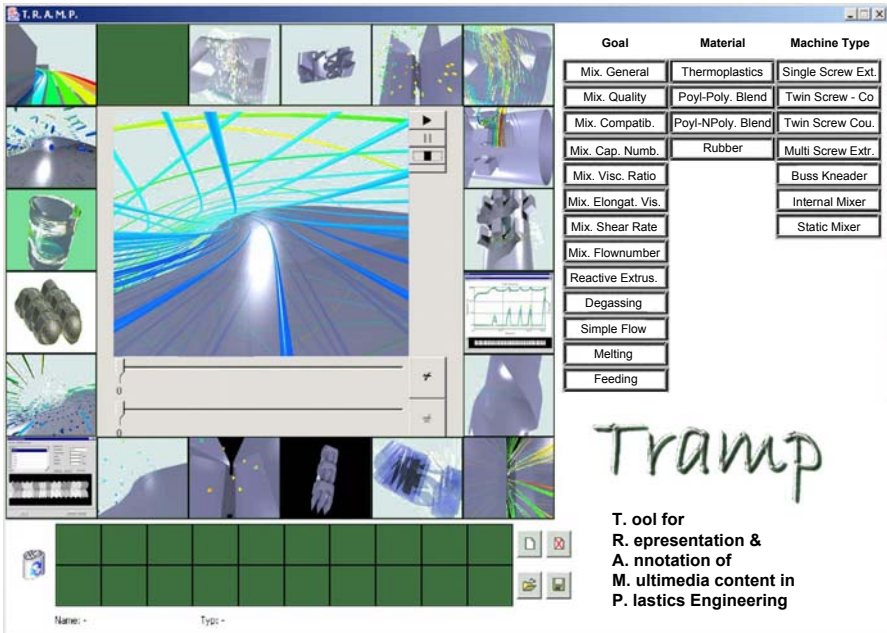 T. R. A. M. P.
Goal Material Machine Type
Mix. General Thermoplastics Single Screw Ext.
Mix. Quality Poyl-Poly. Blend Twin Screw - Co
Mix. Compatib. Poyl-NPoly. Blend Twin Screw Cou.
Mix. Cap. Numb. Rubber Multi Screw Extr.
Mix. Visc. Ratio Buss Kneader
Mix. Elongat. Vis. Internal Mixer
Mix. Shear Rate Static Mixer
Mix. Flownumber
Reactive Extrus.
Degassing
Simple Flow
Melting
Feeding
0
0
Tramp
T. ool for
R. epresentation &
A. nnotation of
M. ultimedia content in
P. lastics Engineering
Name: - Typ: -